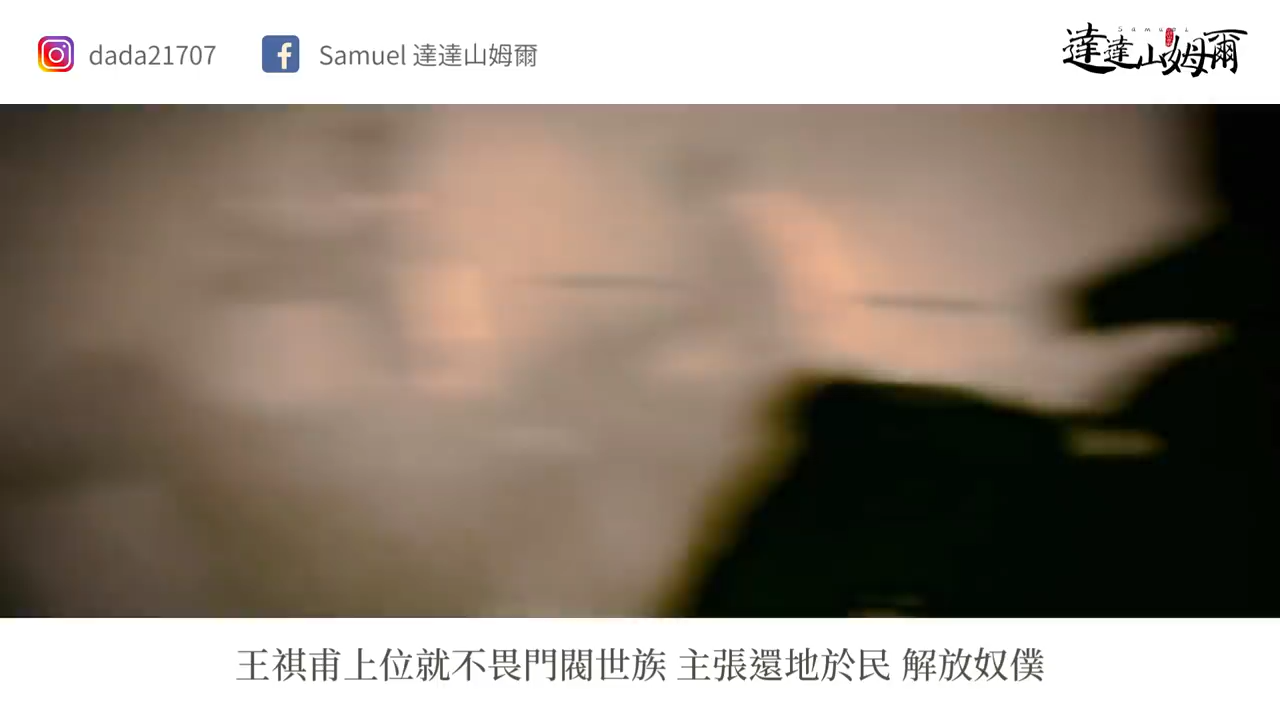 dada21707
Samuel 達達山姆爾
Samuel
達達山姆爾
王祺甫上位就不畏門閥世族 主張還地於民 解放奴僕